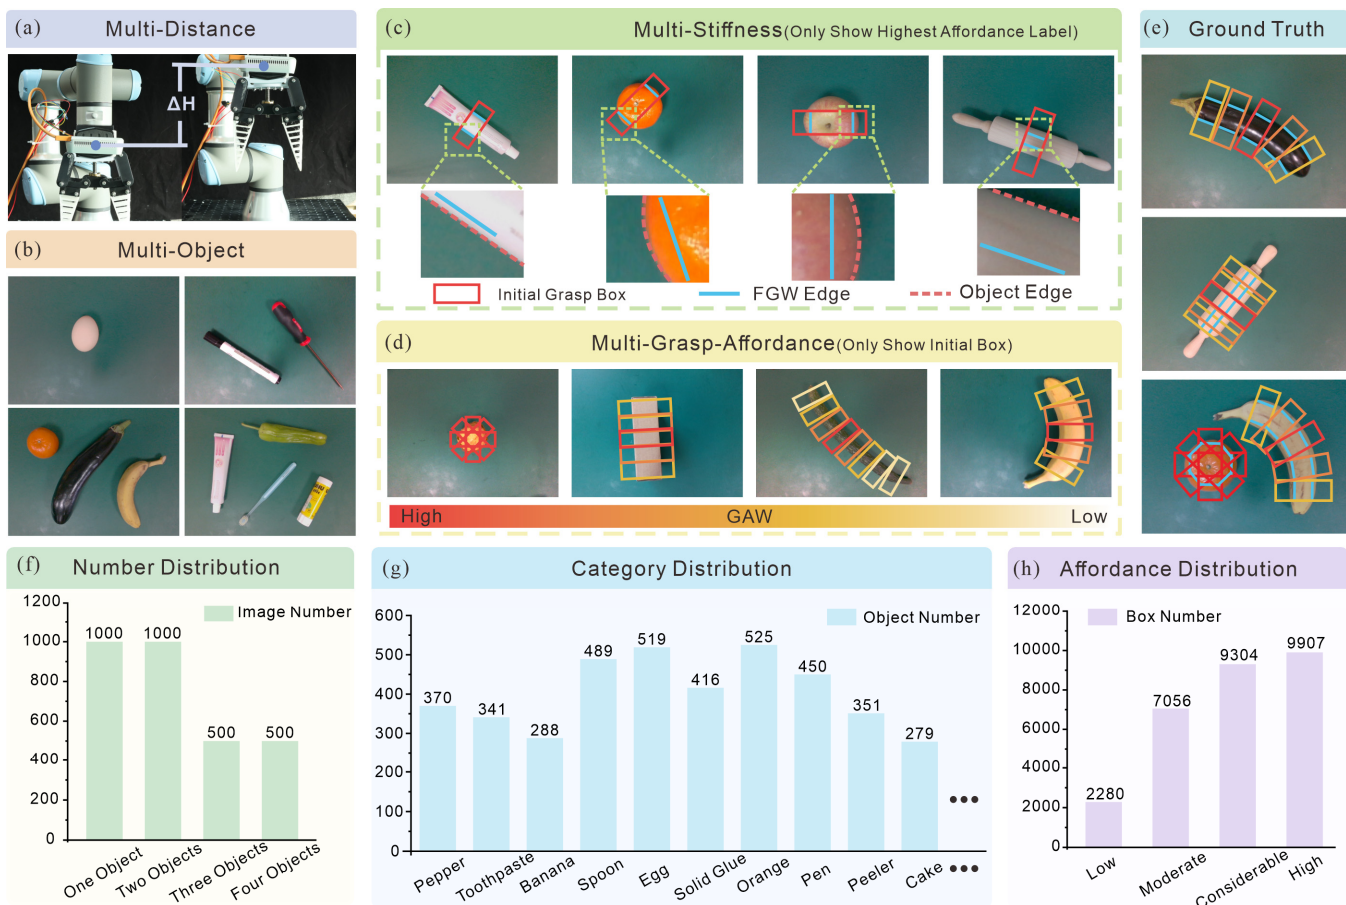 (a) Multi-Distance
ΔH
(b) Multi-Object
(c) Multi-Stiffness(Only Show Highest Affordance Label)
Initial Grasp Box
FGW Edge
Object Edge
(d) Multi-Grasp-Affordance(Only Show Initial Box)
High GAW Low
(e) Ground Truth
(f) Number Distribution
Image Number
1200
1000
800
600
400
200
0
1000 1000 500 500
One Object Two Objects Three Objects Four Objects
(g) Category Distribution
Object Number
600
500
400
300
200
100
0
370 341 288 489 519 416 525 450 351 279
•••
Pepper Toothpaste Banana Spoon Egg Solid Glue Orange Pen Peeler Cake •••
(h) Affordance Distribution
Box Number
12000
10000
8000
6000
4000
2000
0
2280 7056 9304 9907
Low Moderate Considerable High